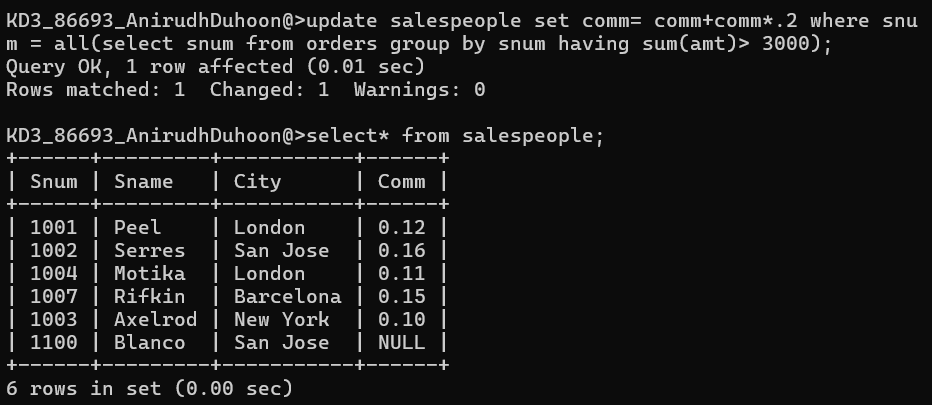 KD3_86693_AnirudhDuhoon@>update salespeople set comm= comm+comm*.2 where snu
m = all(select snum from orders group by snum having sum(amt)> 3000);
Query OK, 1 row affected (0.01 sec)
Rows matched: 1  Changed: 1  Warnings: 0

KD3_86693_AnirudhDuhoon@>select* from salespeople;
+------+---------+-----------+------+
| Snum | Sname   | City      | Comm |
+------+---------+-----------+------+
| 1001 | Peel    | London    | 0.12 |
| 1002 | Serres  | San Jose  | 0.16 |
| 1004 | Motika  | London    | 0.11 |
| 1007 | Rifkin  | Barcelona | 0.15 |
| 1003 | Axelrod | New York  | 0.10 |
| 1100 | Blanco  | San Jose  | NULL |
+------+---------+-----------+------+
6 rows in set (0.00 sec)